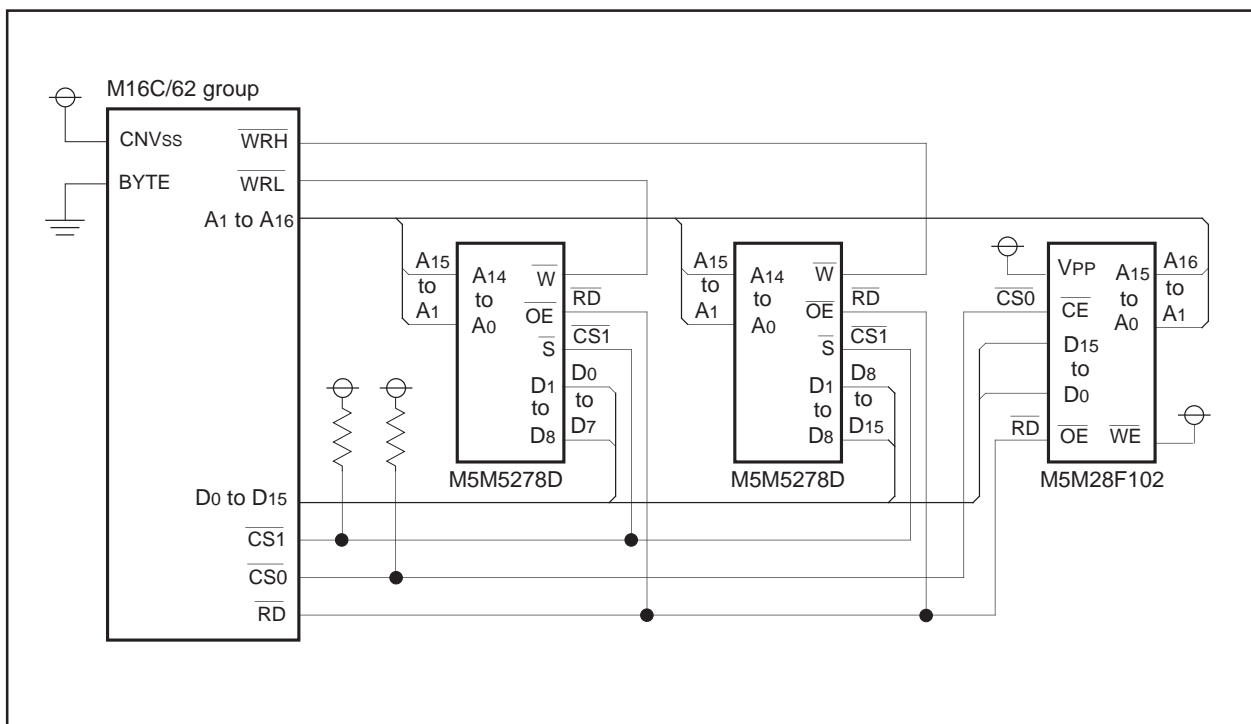 M16C/62 group
CNVSS
BYTE
WRH
WRL
A1 to A16
D0 to D15
CS1
CS0
RD
A15
to
A1
A14
to
A0
W
OE
S
D1
to
D8
RD
CS1
D0
to
D7
M5M5278D
A15
to
A1
A14
to
A0
W
OE
S
D1
to
D8
RD
CS1
D8
to
D15
M5M5278D
CS0
RD
VPP
CE
D15
to
D0
OE
A15
to
A0
WE
A16
to
A1
M5M28F102